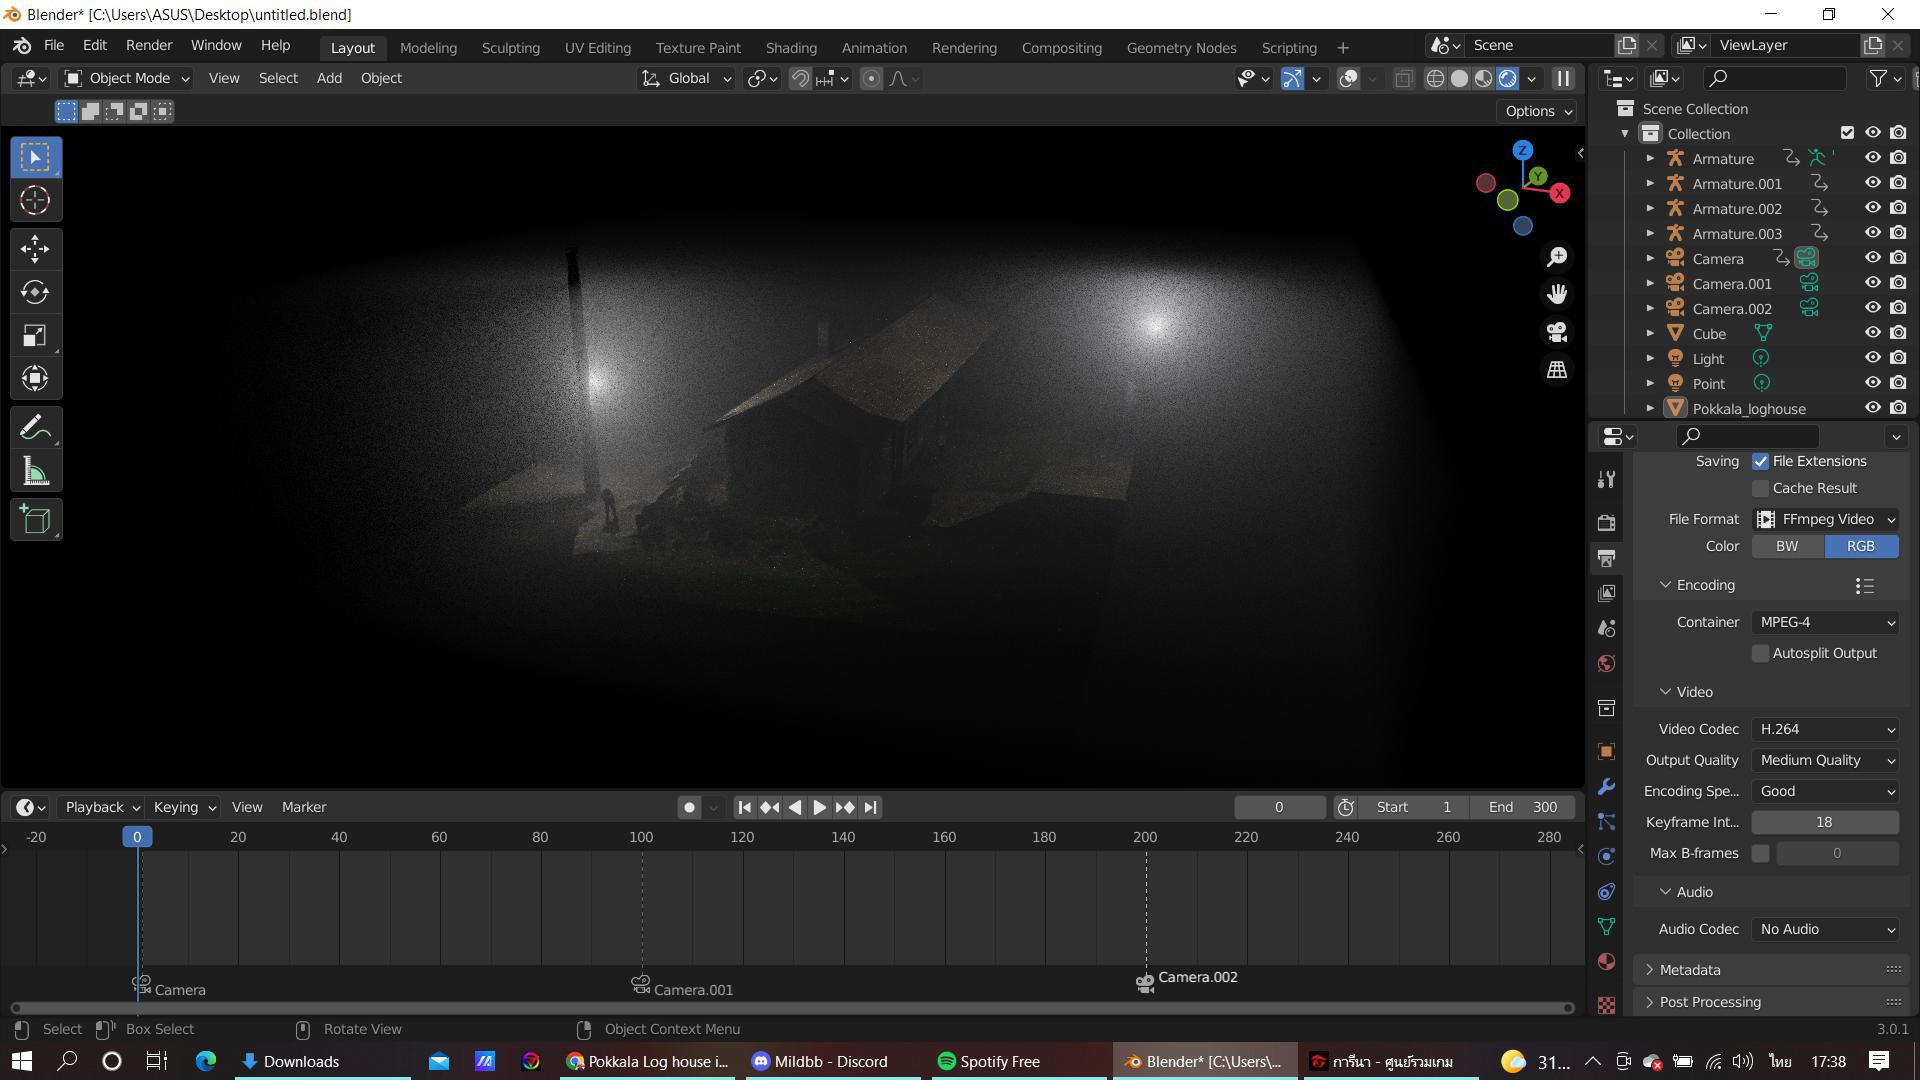 Blender* [C:\Users\ASUS\Desktop\untitled.blend]
File Edit Render Window Help Layout Modeling Sculpting UV Editing Texture Paint Shading Animation Rendering Compositing Geometry Nodes Scripting + Scene ViewLayer
Object Mode View Select Add Object Global
Options
Z
Y
X
Scene Collection
Collection
Armature
Armature.001
Armature.002
Armature.003
Camera
Camera.001
Camera.002
Cube
Light
Point
Pokkala_loghouse
Saving File Extensions
Cache Result
File Format FFmpeg Video
Color BW RGB
Encoding
Container MPEG-4
Autosplit Output
Video
Video Codec H.264
Output Quality Medium Quality
Encoding Spe... Good
Keyframe Int... 18
Max B-frames 0
Audio
Audio Codec No Audio
Metadata
Post Processing
Playback Keying View Marker 0 Start 1 End 300
-20 0 20 40 60 80 100 120 140 160 180 200 220 240 260 280
Camera Camera.001 Camera.002
Select Box Select Rotate View Object Context Menu 3.0.1
Downloads Pokkala Log house i... Mildbb - Discord Spotify Free Blender* [C:\Users\... การีนา - ศูนย์รวมเกม 31... ไทย 17:38